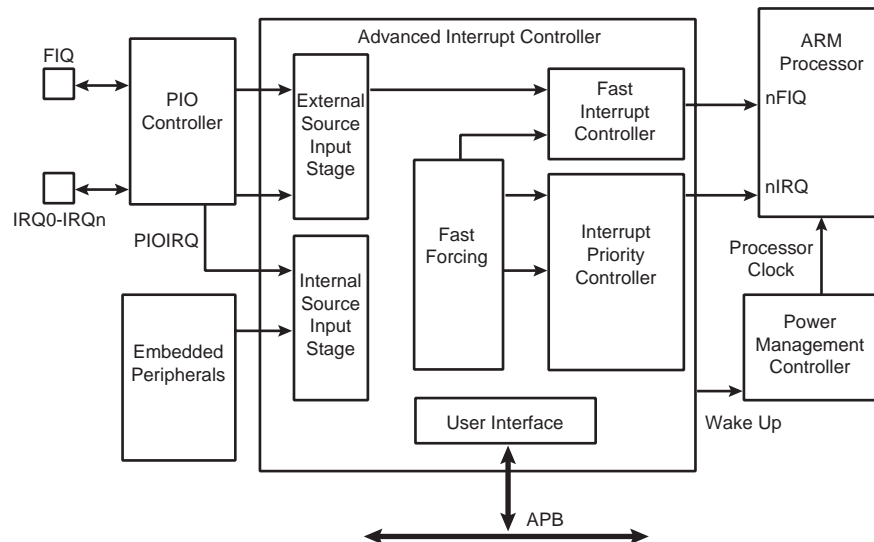 Advanced Interrupt Controller
FIQ
PIO
Controller
IRQ0-IRQn
PIOIRQ
Embedded
Peripherals
External
Source
Input
Stage
Internal
Source
Input
Stage
Fast
Forcing
Fast
Interrupt
Controller
Interrupt
Priority
Controller
User Interface
APB
ARM
Processor
nFIQ
nIRQ
Processor
Clock
Power
Management
Controller
Wake Up